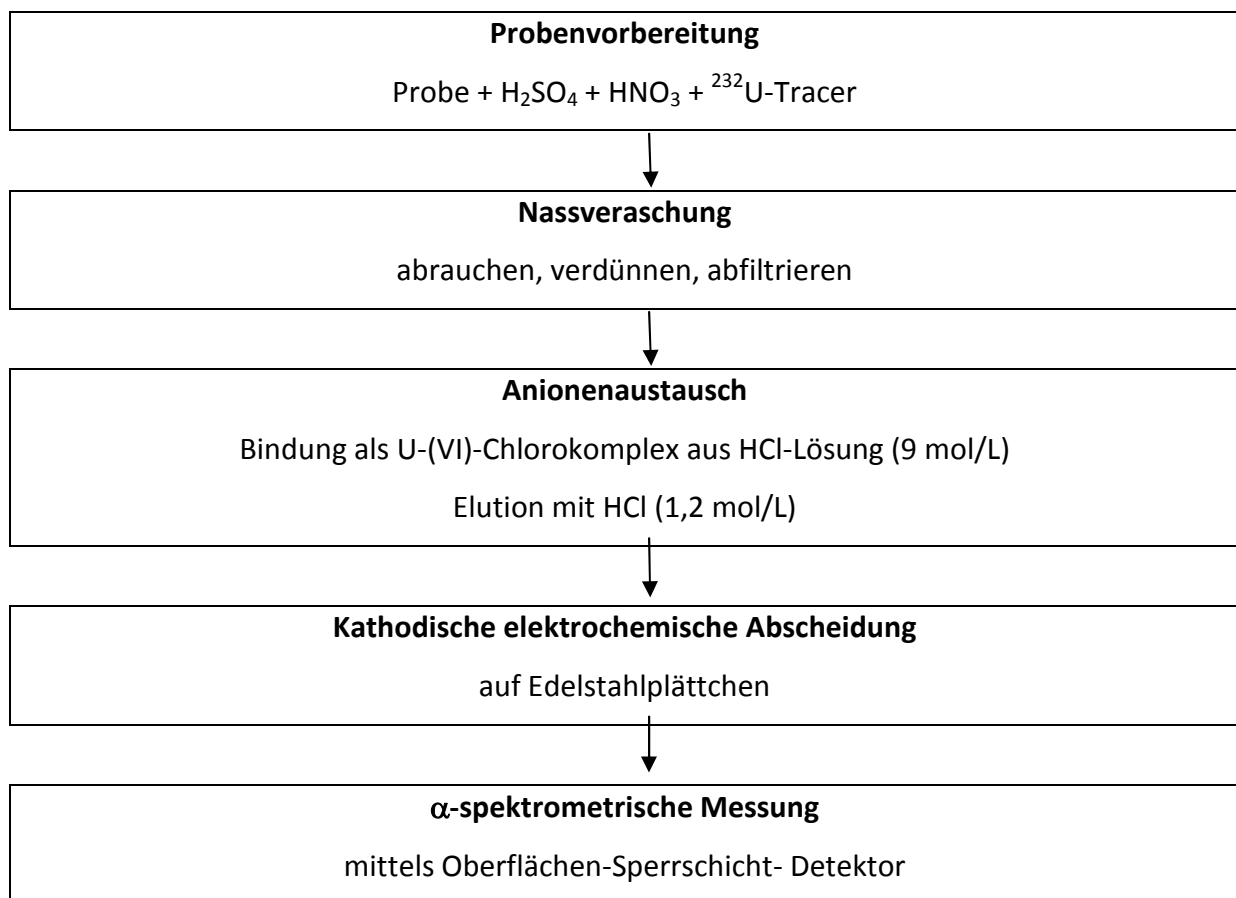 Probenvorbereitung
Probe + H₂SO₄ + HNO₃ + ²³²U-Tracer
Nassveraschung
abrauchen, verdünnen, abfiltrieren
Anionenaustausch
Bindung als U-(VI)-Chlorokomplex aus HCl-Lösung (9 mol/L)
Elution mit HCl (1,2 mol/L)
Kathodische elektrochemische Abscheidung
auf Edelstahlplättchen
α-spektrometrische Messung
mittels Oberflächen-Sperrschicht- Detektor